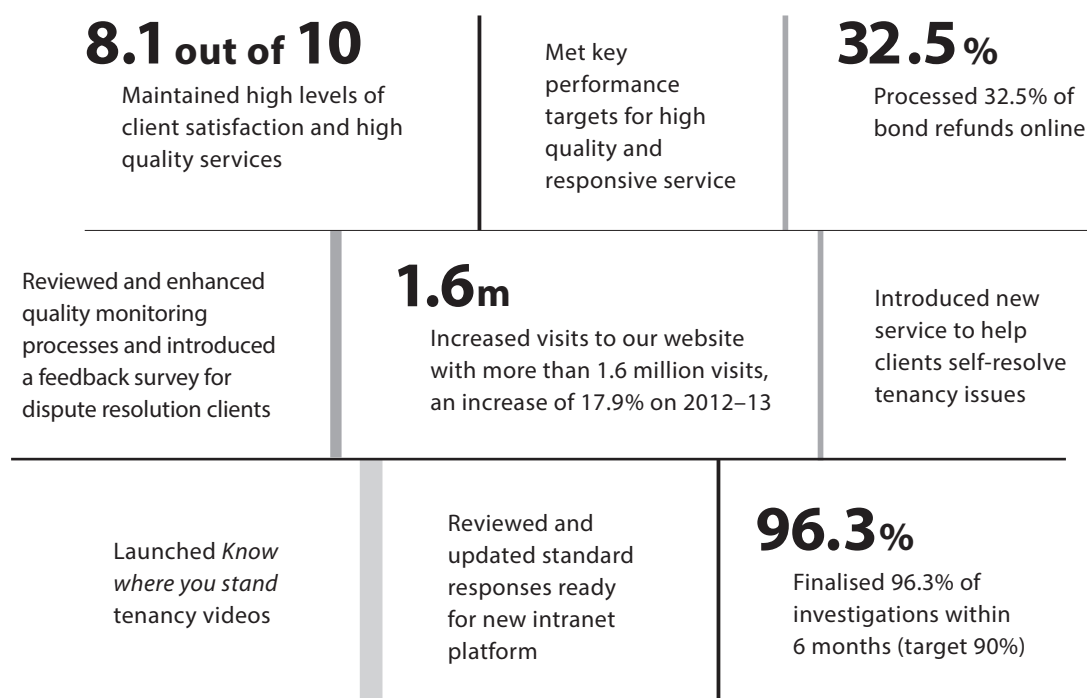 8.1 out of 10
Maintained high levels of
client satisfaction and high
quality services
Met key
performance
targets for high
quality and
responsive service
32.5%
Processed 32.5% of
bond refunds online
Reviewed and enhanced
quality monitoring
processes and introduced
a feedback survey for
dispute resolution clients
1.6m
Increased visits to our website
with more than 1.6 million visits,
an increase of 17.9% on 2012–13
Introduced new
service to help
clients self-resolve
tenancy issues
Launched Know
where you stand
tenancy videos
Reviewed and
updated standard
responses ready
for new intranet
platform
96.3%
Finalised 96.3% of
investigations within
6 months (target 90%)